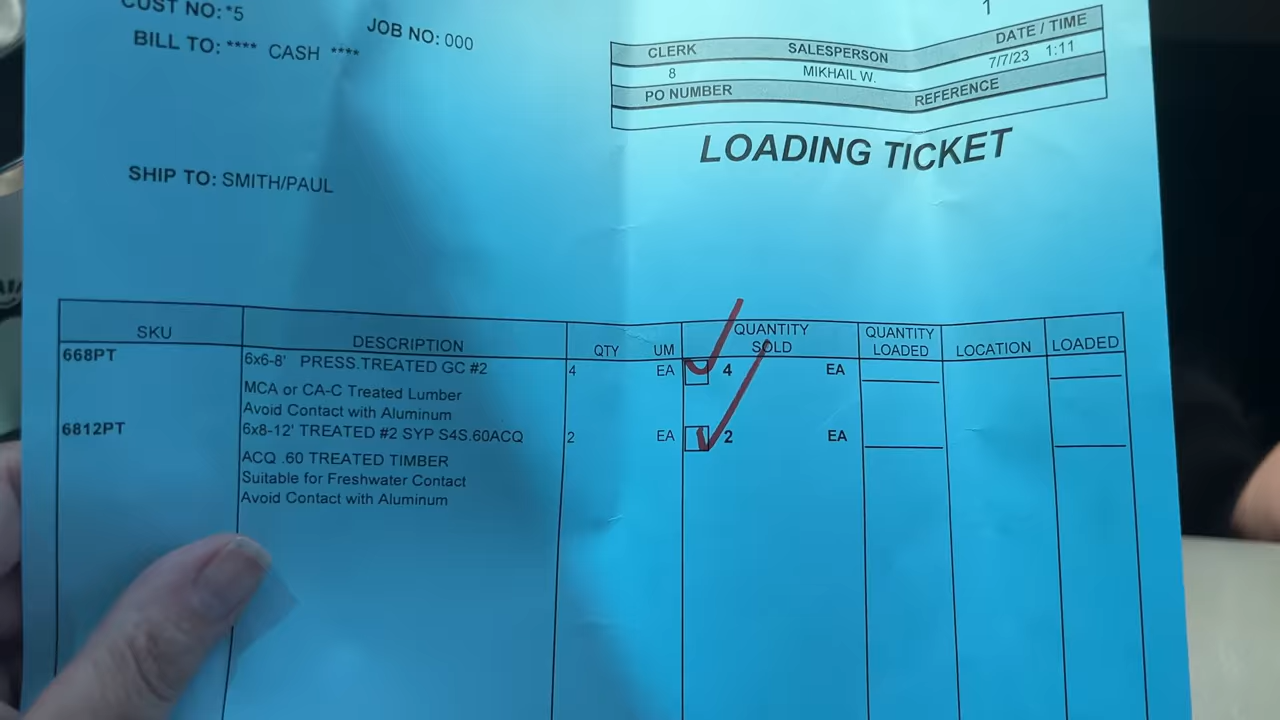 CUST NO: *5
JOB NO: 000
BILL TO: **** CASH ****
1
CLERK SALESPERSON DATE / TIME
8 MIKHAIL W. 7/7/23 1:11
PO NUMBER REFERENCE
LOADING TICKET
SHIP TO: SMITH/PAUL
SKU DESCRIPTION QTY UM QUANTITY SOLD QUANTITY LOADED LOCATION LOADED
668PT 6x6-8' PRESS.TREATED GC #2 4 EA 4 EA
MCA or CA-C Treated Lumber
Avoid Contact with Aluminum
6812PT 6x8-12' TREATED #2 SYP S4S.60ACQ 2 EA 2 EA
ACQ .60 TREATED TIMBER
Suitable for Freshwater Contact
Avoid Contact with Aluminum